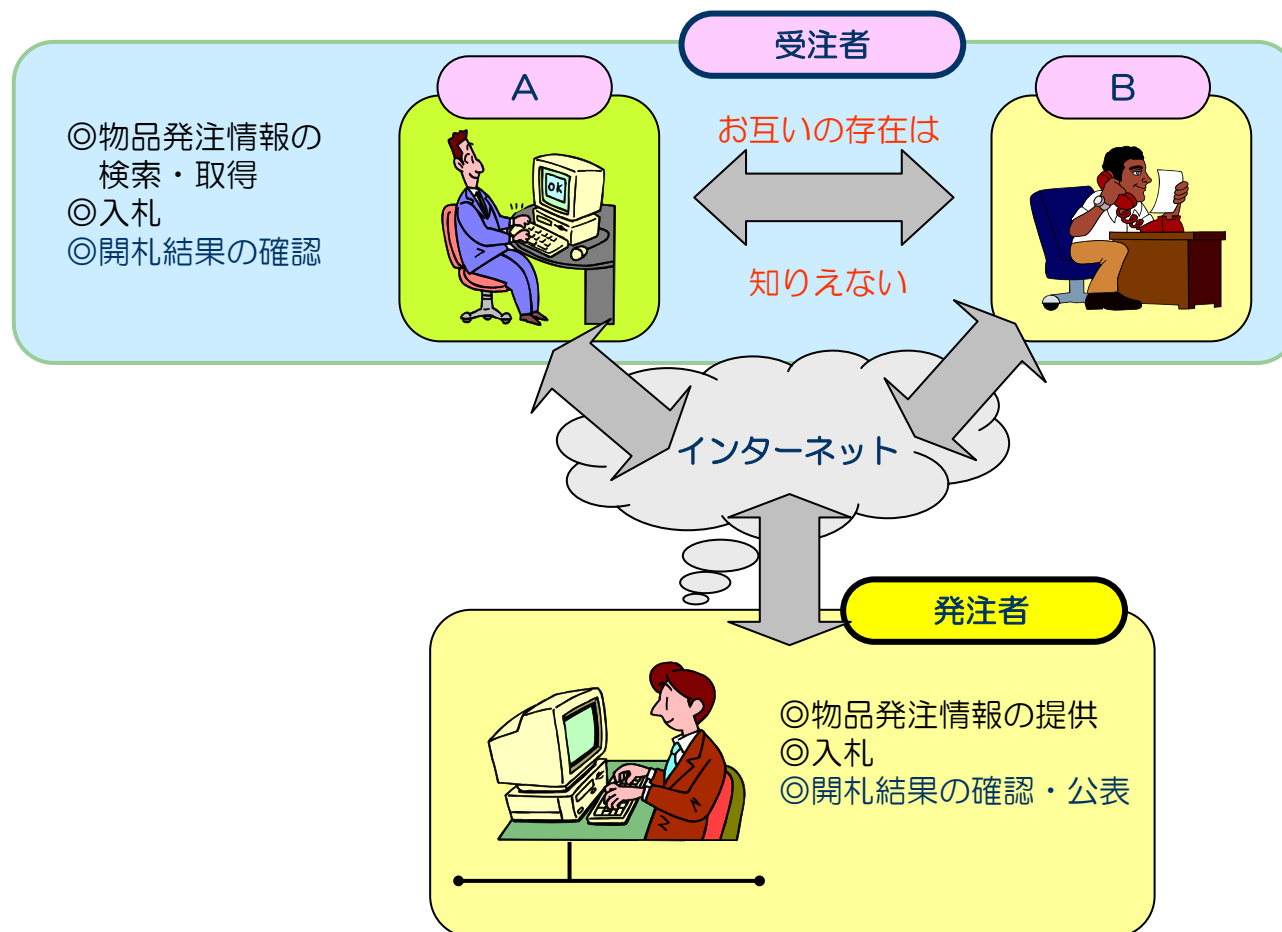 受注者
A
B
◎物品発注情報の
検索・取得
◎入札
◎開札結果の確認
OK
お互いの存在は
知りえない
インターネット
発注者
◎物品発注情報の提供
◎入札
◎開札結果の確認・公表